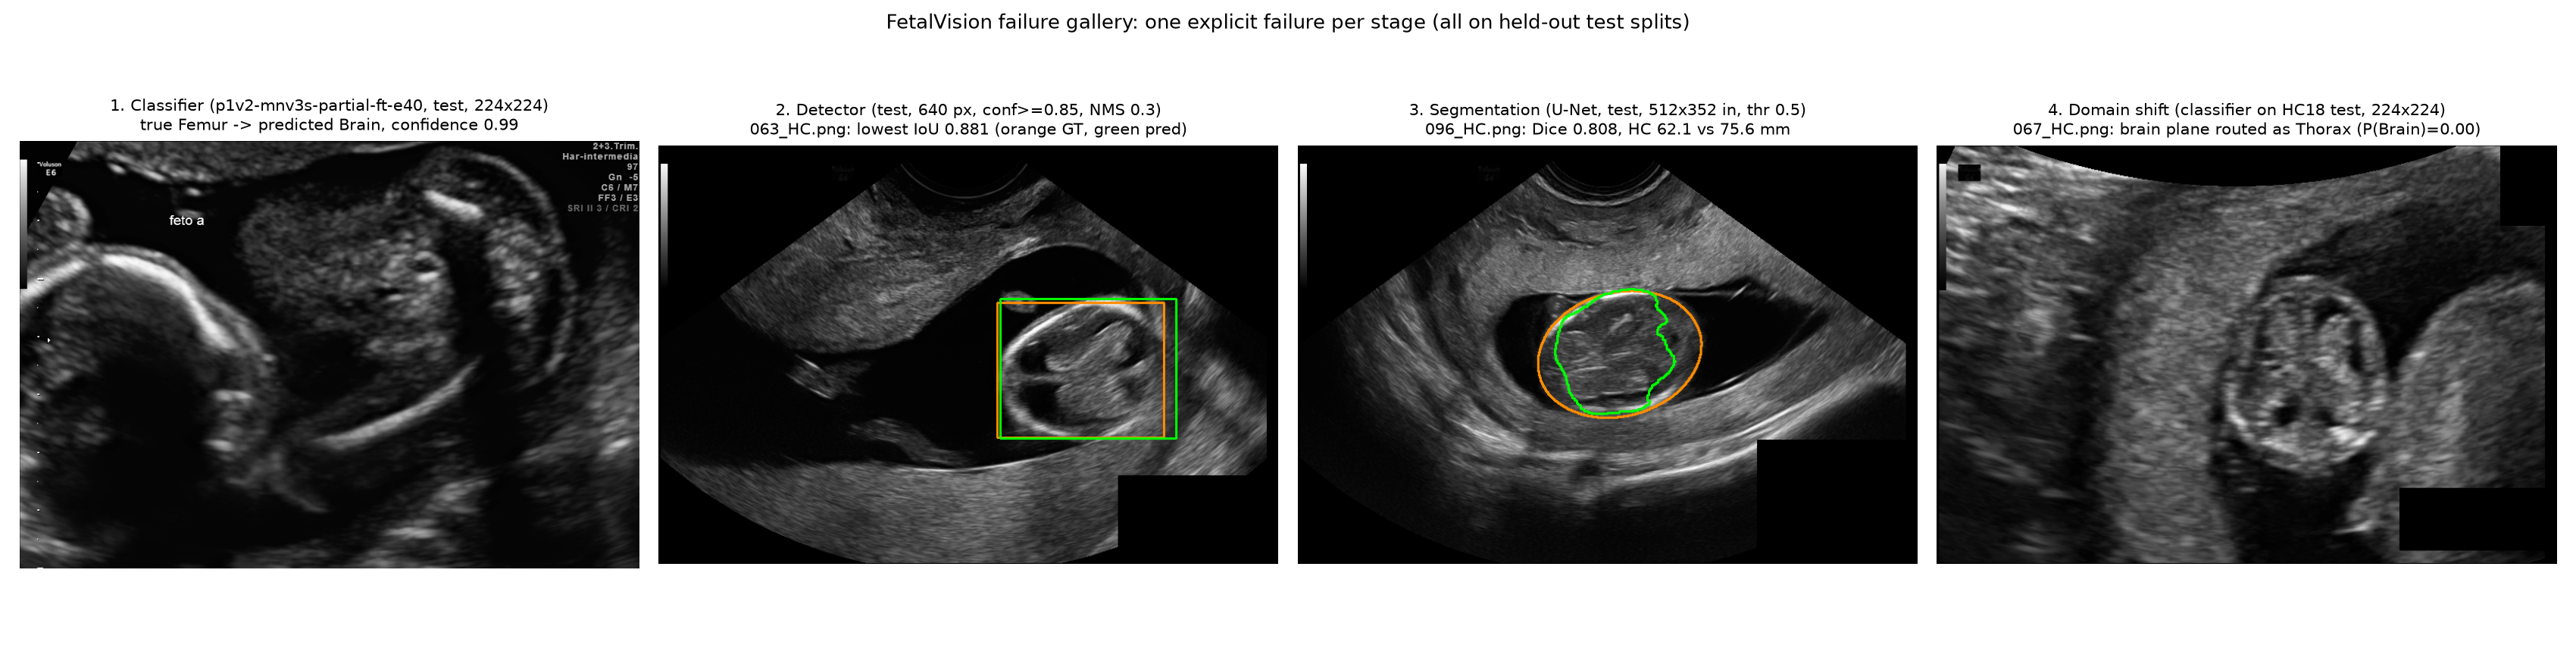 FetalVision failure gallery: one explicit failure per stage (all on held-out test splits)
1. Classifier (p1v2-mnv3s-partial-ft-e40, test, 224x224)
true Femur -> predicted Brain, confidence 0.99
Voluson
E6
2+3.Trim.
Har-intermedia
97
Gn -5
C6 / M7
FF3 / E3
SRI II 3 / CRI 2
feto a
2. Detector (test, 640 px, conf>=0.85, NMS 0.3)
063_HC.png: lowest IoU 0.881 (orange GT, green pred)
3. Segmentation (U-Net, test, 512x352 in, thr 0.5)
096_HC.png: Dice 0.808, HC 62.1 vs 75.6 mm
4. Domain shift (classifier on HC18 test, 224x224)
067_HC.png: brain plane routed as Thorax (P(Brain)=0.00)